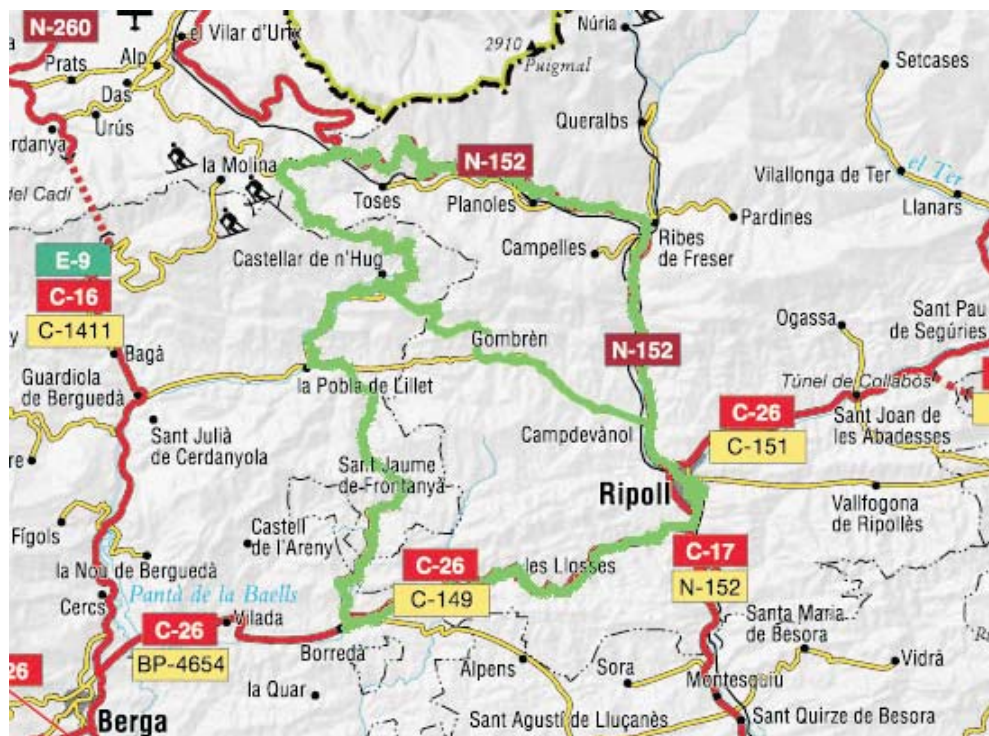 N-260
el Vilar d'Urtx
Prats
Alp
Das
Urús
erdanya
2910
Puigmal
Núria
Setcases
Queralbs
la Molina
N-152
Vilallonga de Ter
el Ter
Llanars
del Cadí
Toses
Planoles
Pardines
Campelles
Ribes
de Freser
Castellar de n'Hug
E-9
C-16
C-1411
Ogassa
Sant Pau
de Segúries
Bagà
Gombrèn
N-152
Guardiola
de Berguedà
la Pobla de Lillet
Túnel de Collabós
C-26
C-151
Sant Joan de
les Abadesses
Sant Julià
de Cerdanyola
Campdevànol
re
Sant Jaume
de Frontanyà
Ripoll
Vallfogona
de Ripollès
Fígols
Castell
de l'Areny
la Nou de Berguedà
C-26
C-149
les Llosses
C-17
N-152
Cercs
Pantà de la Baells
Vilada
C-26
BP-4654
Borredà
Santa Maria
de Besora
Alpens
Sora
Vidrà
26
la Quar
Montesquiu
Berga
Sant Agustí de Lluçanès
Sant Quirze de Besora